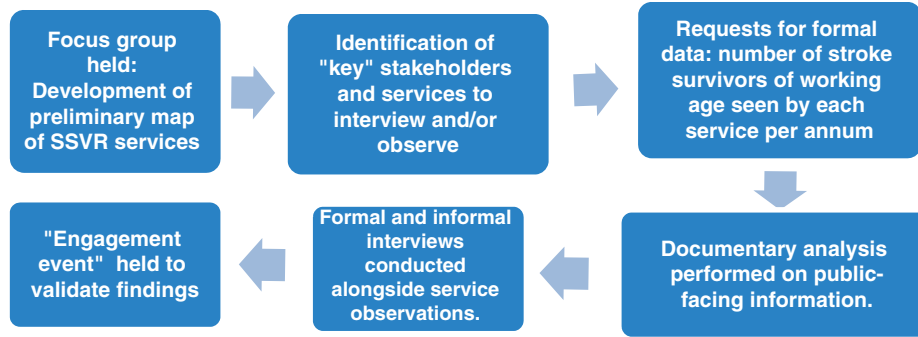 Focus group
held:
Development of
preliminary map
of SSVR services
Identification of
"key" stakeholders
and services to
interview and/or
observe
Requests for formal
data: number of stroke
survivors of working
age seen by each
service per annum
Documentary analysis
performed on public-
facing information.
Formal and informal
interviews
conducted
alongside service
observations.
"Engagement
event" held to
validate findings